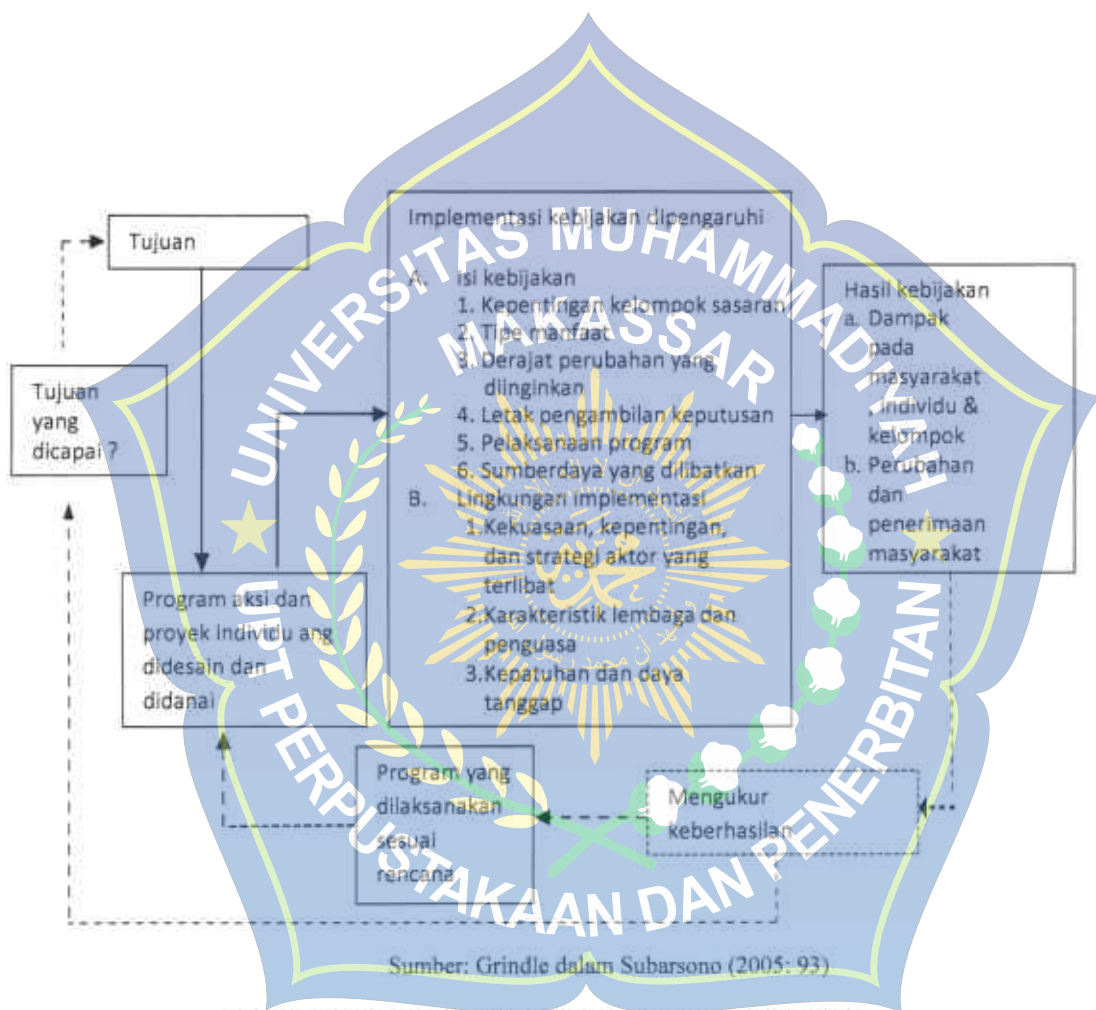 Tujuan
Tujuan
yang
dicapai ?
Program aksi dan
proyek individu ang
didesain dan
didanai
Implementasi kebijakan dipengaruhi
A. isi kebijakan
1. Kepentingan kelompok sasaran
2. Tipe manfaat
3. Derajat perubahan yang
diinginkan
4. Letak pengambilan keputusan
5. Pelaksanaan program
6. Sumberdaya yang dilibatkan
B. Lingkungan implementasi
1.Kekuasaan, kepentingan,
dan strategi aktor yang
terlibat
2.Karakteristik lembaga dan
penguasa
3.Kepatuhan dan daya
tanggap
Hasil kebijakan
a. Dampak
pada
masyarakat
individu &
kelompok
b. Perubahan
dan
penerimaan
masyarakat
Program yang
dilaksanakan
sesuai
rencana
Mengukur
keberhasilan
Sumber: Grindle dalam Subarsono (2005: 93)
UNIVERSITAS MUHAMMADIYAH
MAKASSAR
UPT PERPUSTAKAAN DAN PENERBITAN
محمد